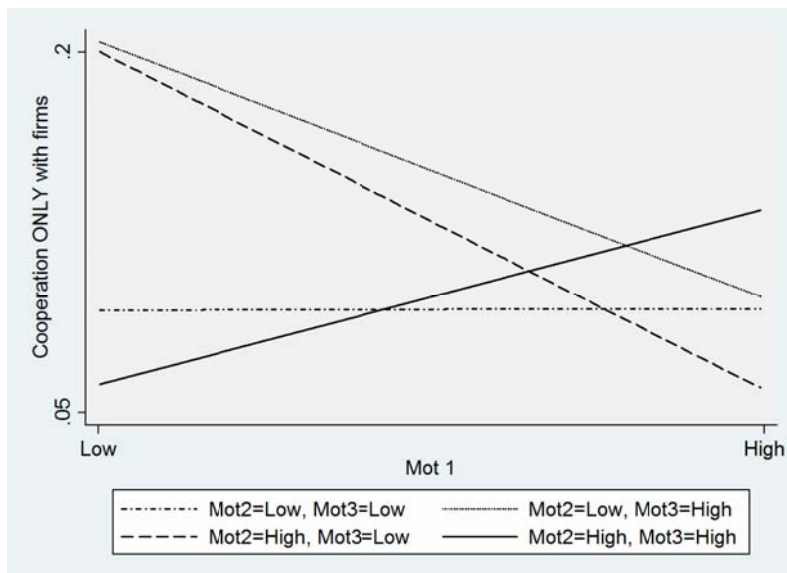 Cooperation ONLY with firms
.2
.05
Low
High
Mot 1
Mot2=Low, Mot3=Low
Mot2=Low, Mot3=High
Mot2=High, Mot3=Low
Mot2=High, Mot3=High